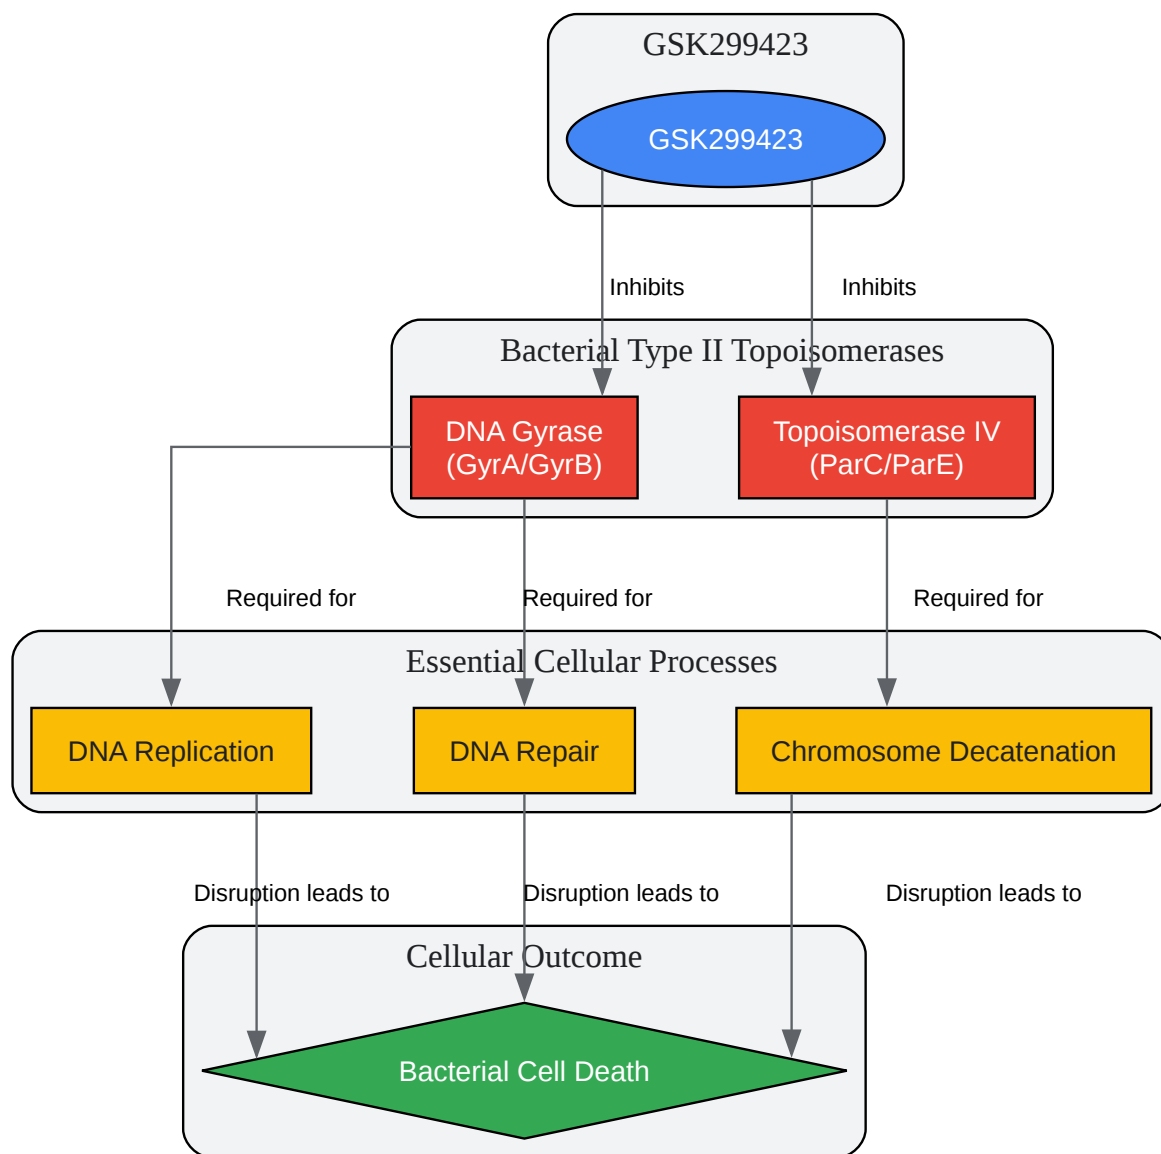 GSK299423
GSK299423
Inhibits
Inhibits
Bacterial Type II Topoisomerases
DNA Gyrase
(GyrA/GyrB)
Topoisomerase IV
(ParC/ParE)
Required for
Required for
Required for
Essential Cellular Processes
DNA Replication
DNA Repair
Chromosome Decatenation
Disruption leads to
Disruption leads to
Disruption leads to
Cellular Outcome
Bacterial Cell Death